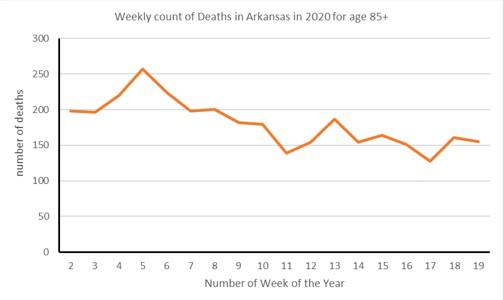 Weekly count of Deaths in Arkansas in 2020 for age 85+
300
250
200
150
100
50
0
number of deaths
2 3 4 5 6 7 8 9 10 11 12 13 14 15 16 17 18 19
Number of Week of the Year